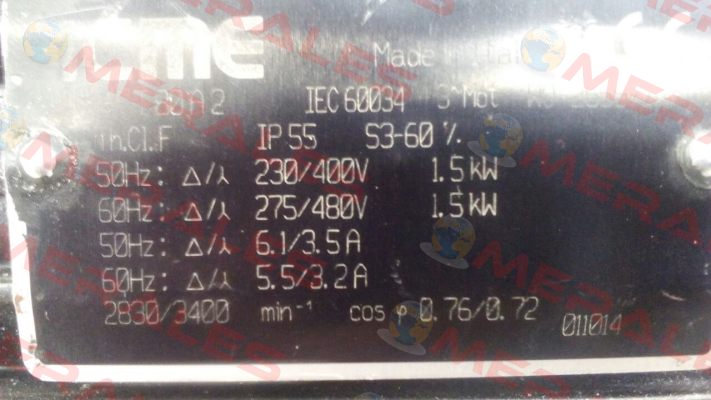 ME
Made
IEC 60034 3~Mot
in.Cl.F IP 55 S3-60 %
50Hz: Δ/⅄ 230/400V 1.5 kW
60Hz: Δ/⅄ 275/480V 1.5 kW
50Hz: Δ/⅄ 6.1/3.5 A
60Hz: Δ/⅄ 5.5/3.2 A
2830/3400 min⁻¹ cos φ 0.76/0.72
011014
MERALES